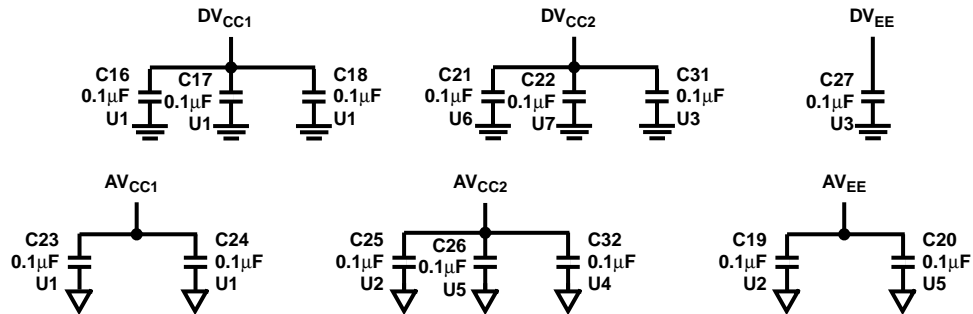 DVCC1
C16
0.1μF
U1
C17
0.1μF
U1
C18
0.1μF
U1
DVCC2
C21
0.1μF
U6
C22
0.1μF
U7
C31
0.1μF
U3
DVEE
C27
0.1μF
U3
AVCC1
C23
0.1μF
U1
C24
0.1μF
U1
AVCC2
C25
0.1μF
U2
C26
0.1μF
U5
C32
0.1μF
U4
AVEE
C19
0.1μF
U2
C20
0.1μF
U5